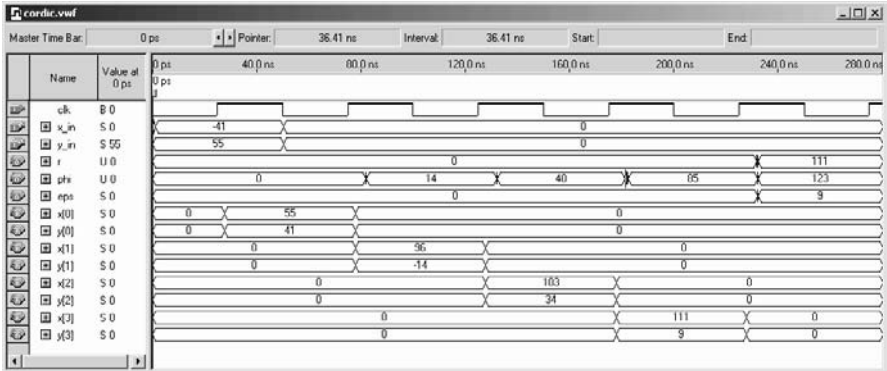 cordic.vwf
Master Time Bar: 0 ps Pointer: 36.41 ns Interval: 36.41 ns Start: End:
Name Value at 0 ps 0 ps 40.0 ns 80.0 ns 120.0 ns 160.0 ns 200.0 ns 240.0 ns 280.0 ns
0 ps
clk B 0
x_in S 0 -41 0
y_in S 55 55 0
r U 0 0 111
phi U 0 0 14 40 85 123
eps S 0 0 9
x[0] S 0 0 55 0
y[0] S 0 0 41 0
x[1] S 0 0 96 0
y[1] S 0 0 -14 0
x[2] S 0 0 103 0
y[2] S 0 0 34 0
x[3] S 0 0 111 0
y[3] S 0 0 9 0